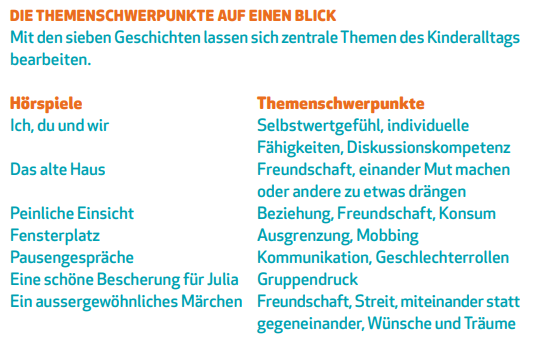 DIE THEMENSCHWERPUNKTE AUF EINEN BLICK
Mit den sieben Geschichten lassen sich zentrale Themen des Kinderalltags
bearbeiten.
Hörspiele Themenschwerpunkte
Ich, du und wir Selbstwertgefühl, individuelle
Fähigkeiten, Diskussionskompetenz
Das alte Haus Freundschaft, einander Mut machen
oder andere zu etwas drängen
Peinliche Einsicht Beziehung, Freundschaft, Konsum
Fensterplatz Ausgrenzung, Mobbing
Pausengespräche Kommunikation, Geschlechterrollen
Eine schöne Bescherung für Julia Gruppendruck
Ein aussergewöhnliches Märchen Freundschaft, Streit, miteinander statt
gegeneinander, Wünsche und Träume